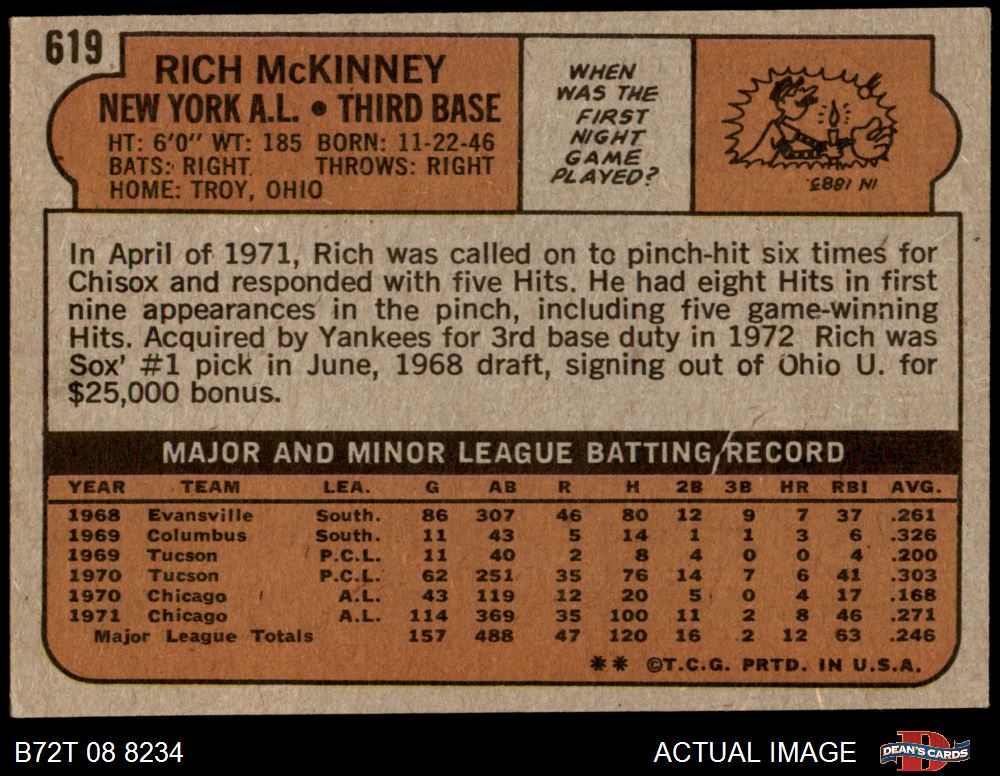 619
RICH McKINNEY
NEW YORK A.L. • THIRD BASE
HT: 6'0" WT: 185 BORN: 11-22-46
BATS: RIGHT THROWS: RIGHT
HOME: TROY, OHIO
WHEN
WAS THE
FIRST
NIGHT
GAME
PLAYED?
IN 1883.
In April of 1971, Rich was called on to pinch-hit six times for
Chisox and responded with five Hits. He had eight Hits in first
nine appearances in the pinch, including five game-winning
Hits. Acquired by Yankees for 3rd base duty in 1972 Rich was
Sox' #1 pick in June, 1968 draft, signing out of Ohio U. for
$25,000 bonus.
MAJOR AND MINOR LEAGUE BATTING RECORD
YEAR TEAM LEA. G AB R H 2B 3B HR RBI AVG.
1968 Evansville South. 86 307 46 80 12 9 7 37 .261
1969 Columbus South. 11 43 5 14 1 1 3 6 .326
1969 Tucson P.C.L. 11 40 2 8 4 0 0 4 .200
1970 Tucson P.C.L. 62 251 35 76 14 7 6 41 .303
1970 Chicago A.L. 43 119 12 20 5 0 4 17 .168
1971 Chicago A.L. 114 369 35 100 11 2 8 46 .271
Major League Totals 157 488 47 120 16 2 12 63 .246
** ©T.C.G. PRTD. IN U.S.A.
B72T 08 8234
ACTUAL IMAGE
DEAN'S CARDS